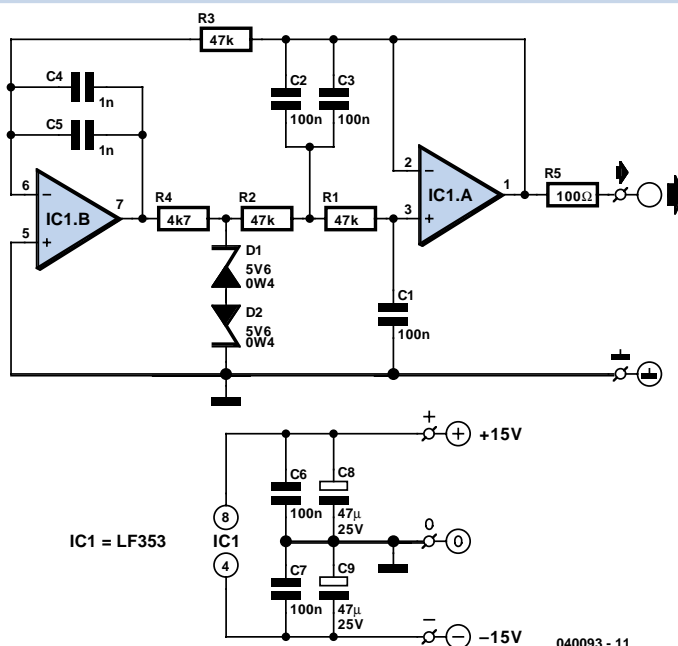 R3
47k
C4
1n
C5
1n
C2
100n
C3
100n
6
5
7
IC1.B
R4
4k7
R2
47k
R1
47k
2
3
1
IC1.A
R5
100Ω
D1
5V6
0W4
D2
5V6
0W4
C1
100n
IC1 = LF353
8
IC1
4
C6
100n
C8
47µ
25V
C7
100n
C9
47µ
25V
+15V
0
0
–15V
040093 - 11